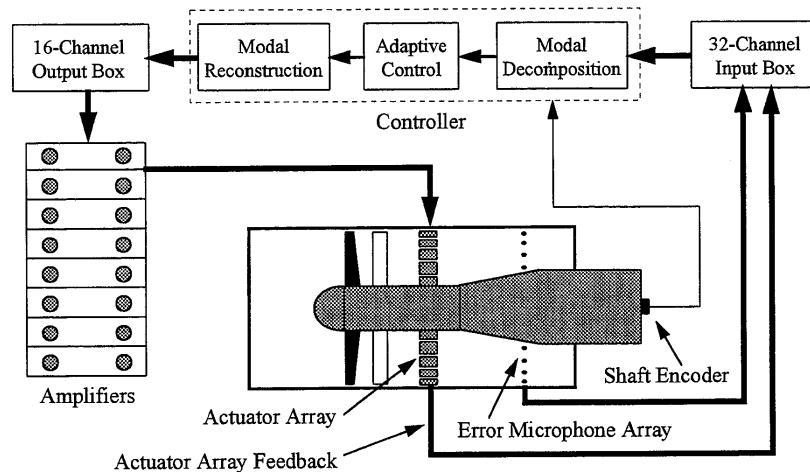 16-Channel
Output Box
Modal
Reconstruction
Adaptive
Control
Modal
Decomposition
32-Channel
Input Box
Controller
Amplifiers
Shaft Encoder
Actuator
Array
Error Microphone Array
Actuator Array Feedback